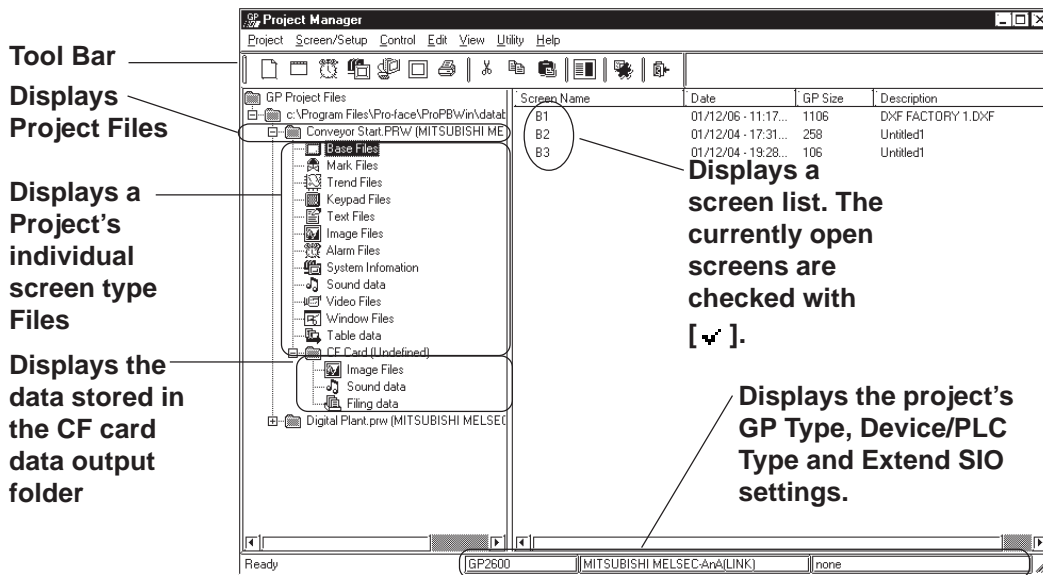 Project Manager
Project Screen/Setup Control Edit View Utility Help
Tool Bar
Displays
Project Files
Displays a
Project's
individual
screen type
Files
Displays the
data stored in
the CF card
data output
folder
GP Project Files
c:\Program Files\Pro-face\ProPBWin\datab
Conveyor Start.PRW (MITSUBISHI ME
Base Files
Mark Files
Trend Files
Keypad Files
Text Files
Image Files
Alarm Files
System Infomation
Sound data
Video Files
Window Files
Table data
CF Card (Undefined)
Image Files
Sound data
Filing data
Digital Plant.prw (MITSUBISHI MELSEC
Screen Name Date GP Size Description
B1 01/12/06 - 11:17... 1106 DXF FACTORY 1.DXF
B2 01/12/04 - 17:31... 258 Untitled1
B3 01/12/04 - 19:28... 106 Untitled1
Displays a
screen list. The
currently open
screens are
checked with
[ ✓ ].
Displays the project's
GP Type, Device/PLC
Type and Extend SIO
settings.
Ready GP2600 MITSUBISHI MELSEC-AnA(LINK) none